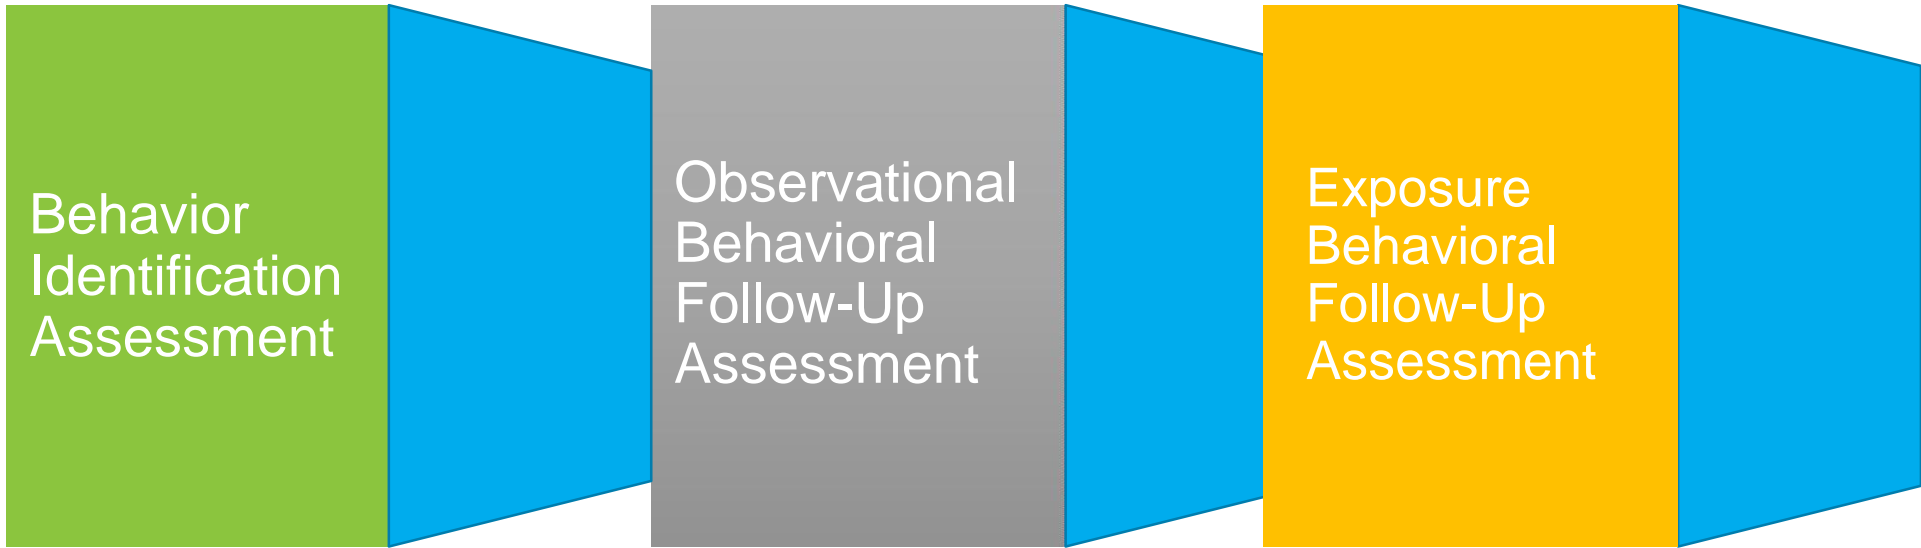 Behavior
Identification
Assessment
Observational
Behavioral
Follow-Up
Assessment
Exposure
Behavioral
Follow-Up
Assessment